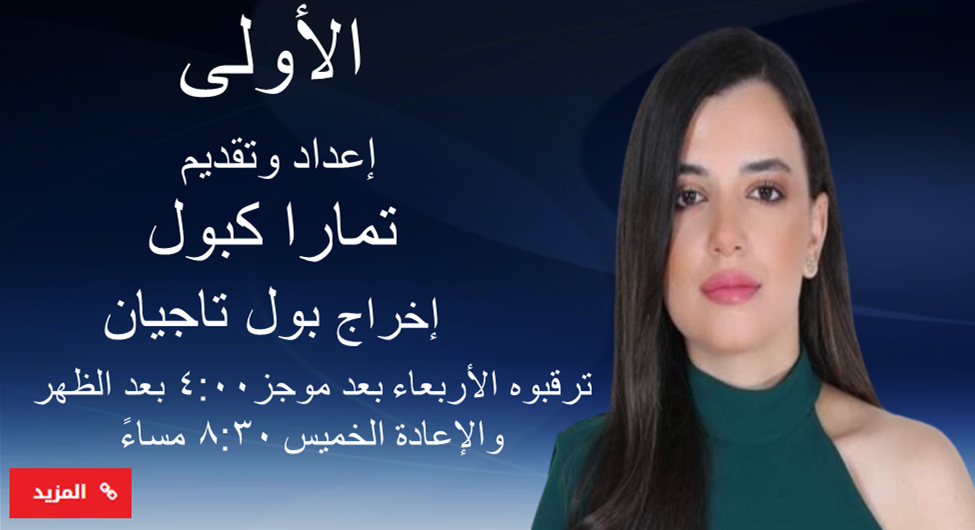 الأولى
إعداد وتقديم
تمارا كبول
إخراج بول تاجيان
ترقبوه الأربعاء بعد موجز ٤:٠٠ بعد الظهر
والإعادة الخميس ٨:٣٠ مساءً
المزيد